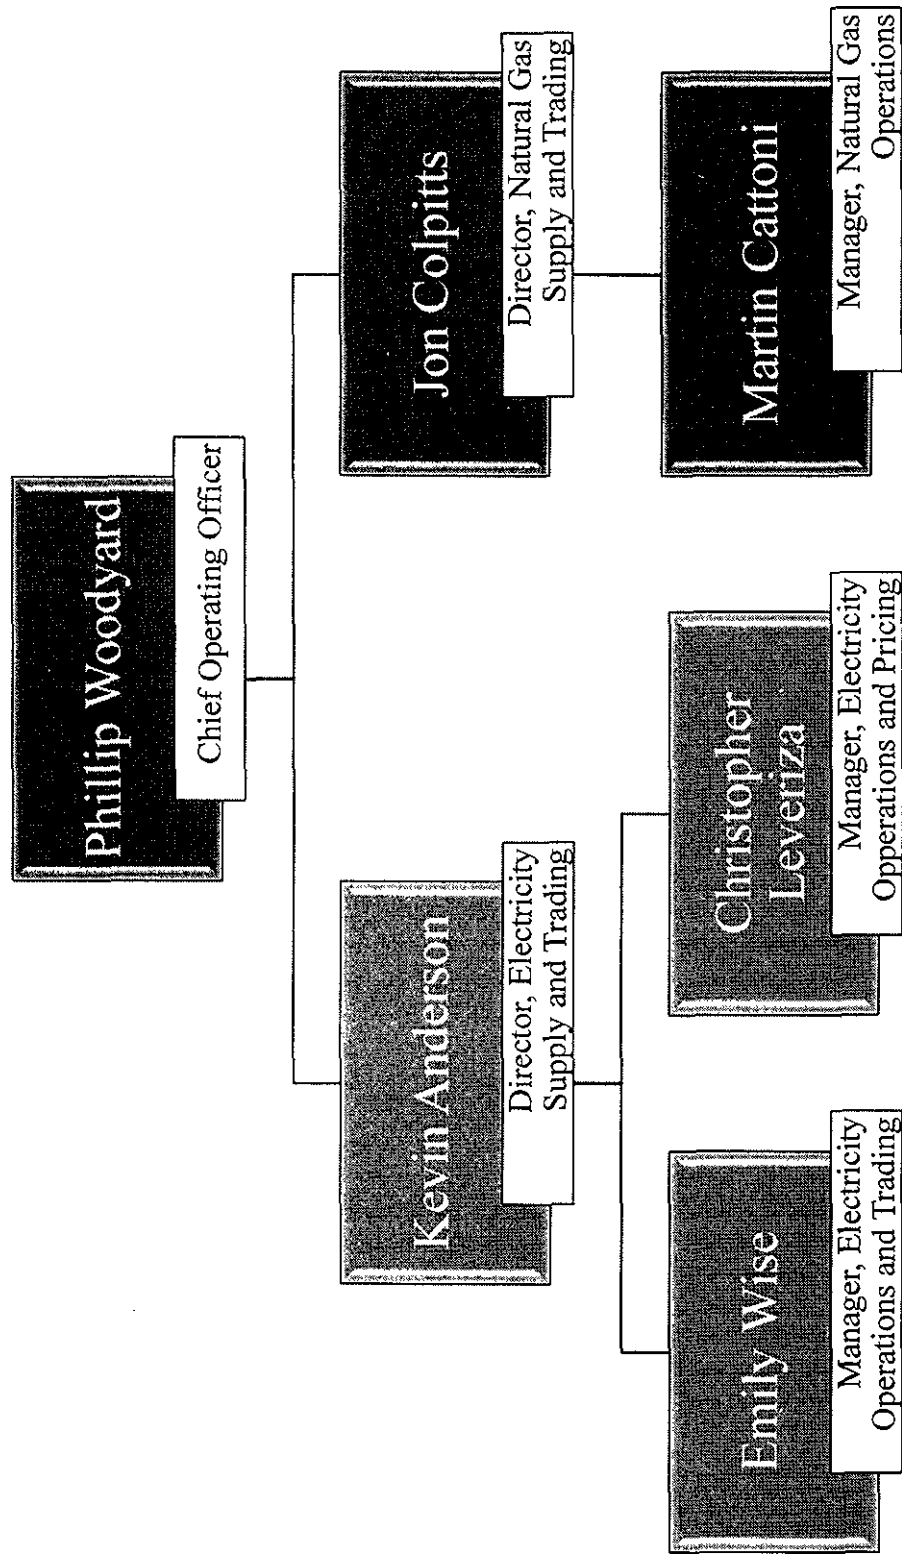 Phillip Woodyard
Chief Operating Officer
Kevin Anderson
Director, Electricity
Supply and Trading
Jon Colpitts
Director, Natural Gas
Supply and Trading
Emily Wise
Manager, Electricity
Operations and Trading
Christopher
Leveriza
Manager, Electricity
Opperations and Pricing
Martin Cattoni
Manager, Natural Gas
Operations